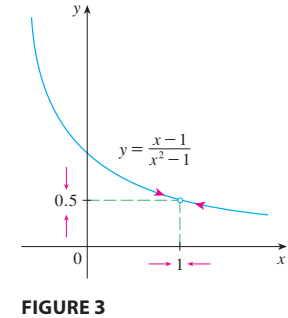 y
y = x − 1 / x² − 1
0.5
0
1
x
FIGURE 3